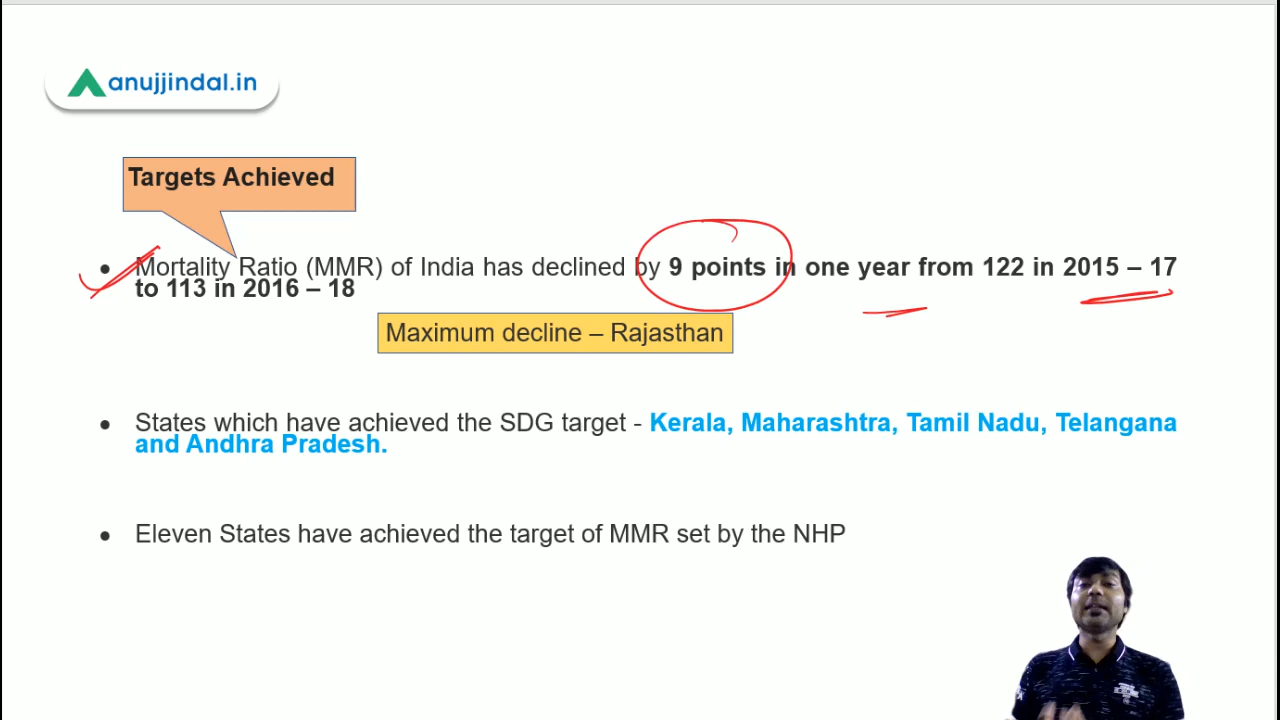 anujjindal.in
Targets Achieved
• Mortality Ratio (MMR) of India has declined by 9 points in one year from 122 in 2015 – 17
to 113 in 2016 – 18
Maximum decline – Rajasthan
• States which have achieved the SDG target - Kerala, Maharashtra, Tamil Nadu, Telangana
and Andhra Pradesh.
• Eleven States have achieved the target of MMR set by the NHP